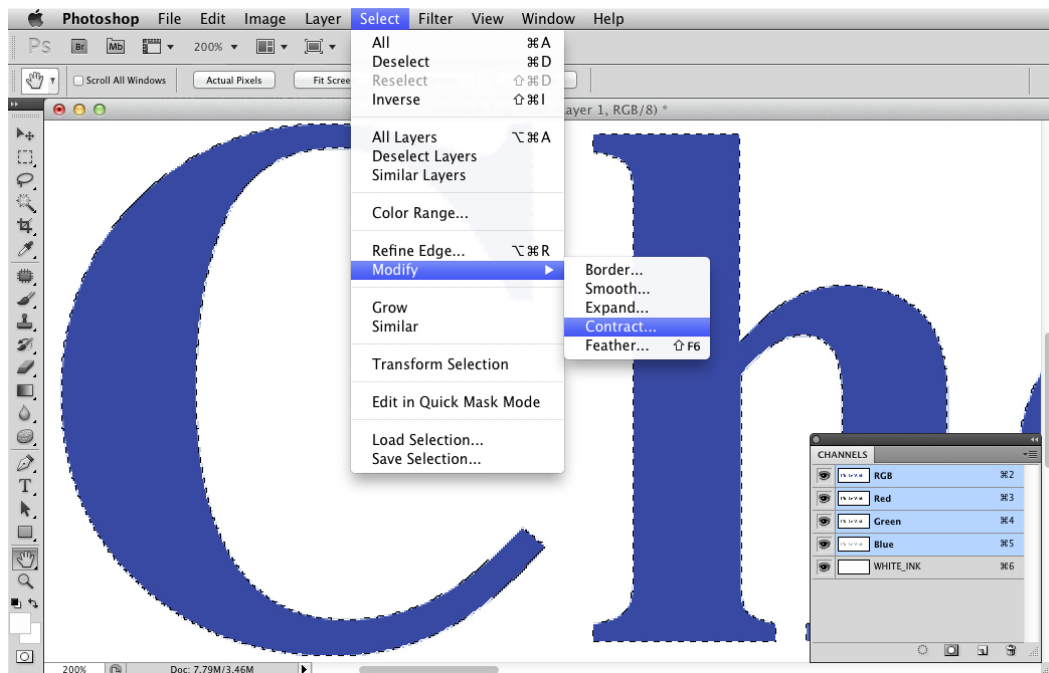 Photoshop File Edit Image Layer Select Filter View Window Help
Ps Br Mb 200%
Scroll All Windows Actual Pixels Fit Scree
ayer 1, RGB/8) *
All ⌘A
Deselect ⌘D
Reselect ⇧⌘D
Inverse ⇧⌘I
All Layers ⌥⌘A
Deselect Layers
Similar Layers
Color Range...
Refine Edge... ⌥⌘R
Modify
Grow
Similar
Transform Selection
Edit in Quick Mask Mode
Load Selection...
Save Selection...
Border...
Smooth...
Expand...
Contract...
Feather... ⇧F6
Ch
CHANNELS
RGB ⌘2
Red ⌘3
Green ⌘4
Blue ⌘5
WHITE_INK ⌘6
200% Doc: 7.79M/3.46M